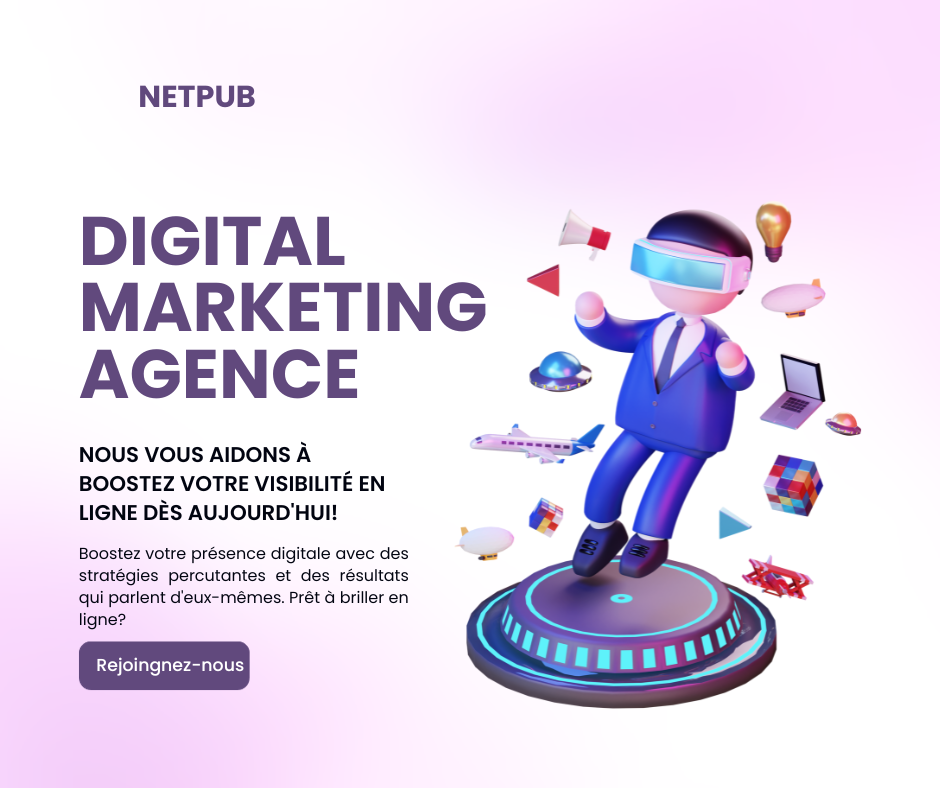 NETPUB
DIGITAL
MARKETING
AGENCE
NOUS VOUS AIDONS À
BOOSTEZ VOTRE VISIBILITÉ EN
LIGNE DÈS AUJOURD'HUI!
Boostez votre présence digitale avec des
stratégies percutantes et des résultats
qui parlent d'eux-mêmes. Prêt à briller en
ligne?
Rejoingnez-nous